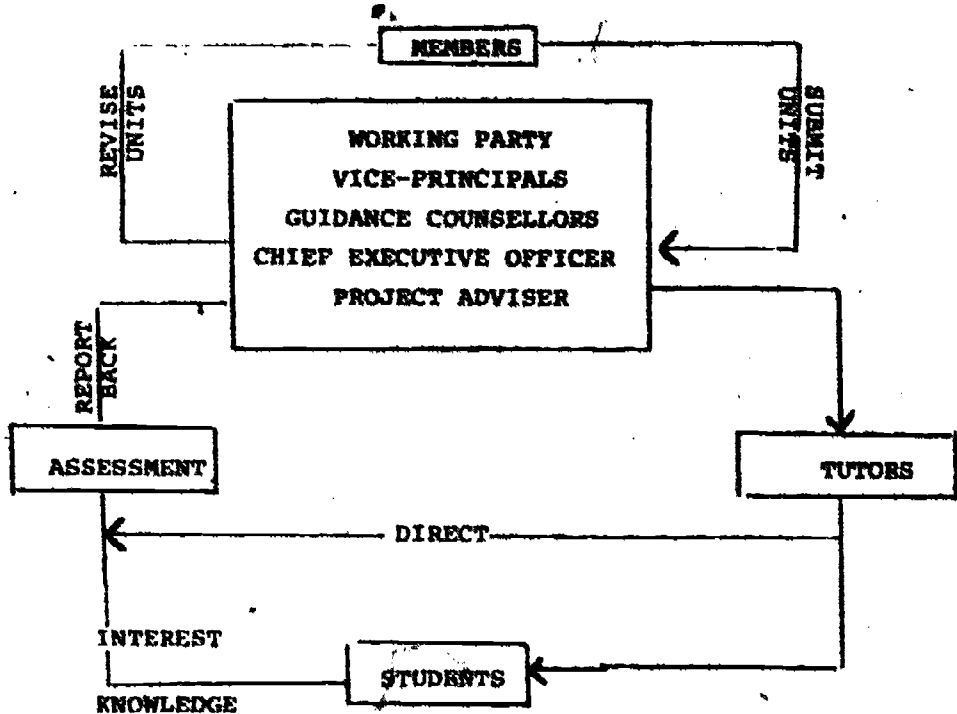 MEMBERS
REVISE
UNITS
SUBMIT
UNITS
WORKING PARTY
VICE-PRINCIPALS
GUIDANCE COUNSELLORS
CHIEF EXECUTIVE OFFICER
PROJECT ADVISER
REPORT
BACK
ASSESSMENT
TUTORS
DIRECT
INTEREST
STUDENTS
KNOWLEDGE